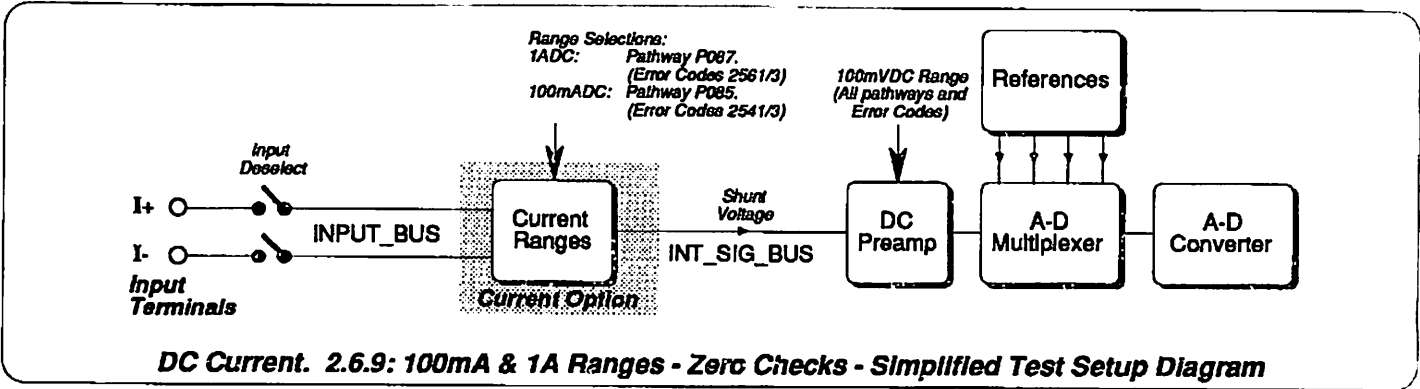 Range Selections:
1ADC: Pathway P087.
(Error Codes 2561/3)
100mADC: Pathway P085.
(Error Codes 2541/3)
100mVDC Range
(All pathways and
Error Codes)
References
Input
Deselect
I+
I-
Input
Terminals
INPUT_BUS
Current
Ranges
Current Option
Shunt
Voltage
INT_SIG_BUS
DC
Preamp
A-D
Multiplexer
A-D
Converter
DC Current. 2.6.9: 100mA & 1A Ranges - Zero Checks - Simplified Test Setup Diagram